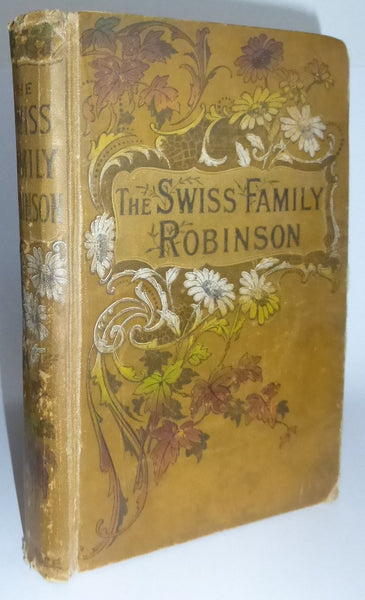 THE
SWISS
FAMILY
ROBINSON
THE SWISS FAMILY
ROBINSON